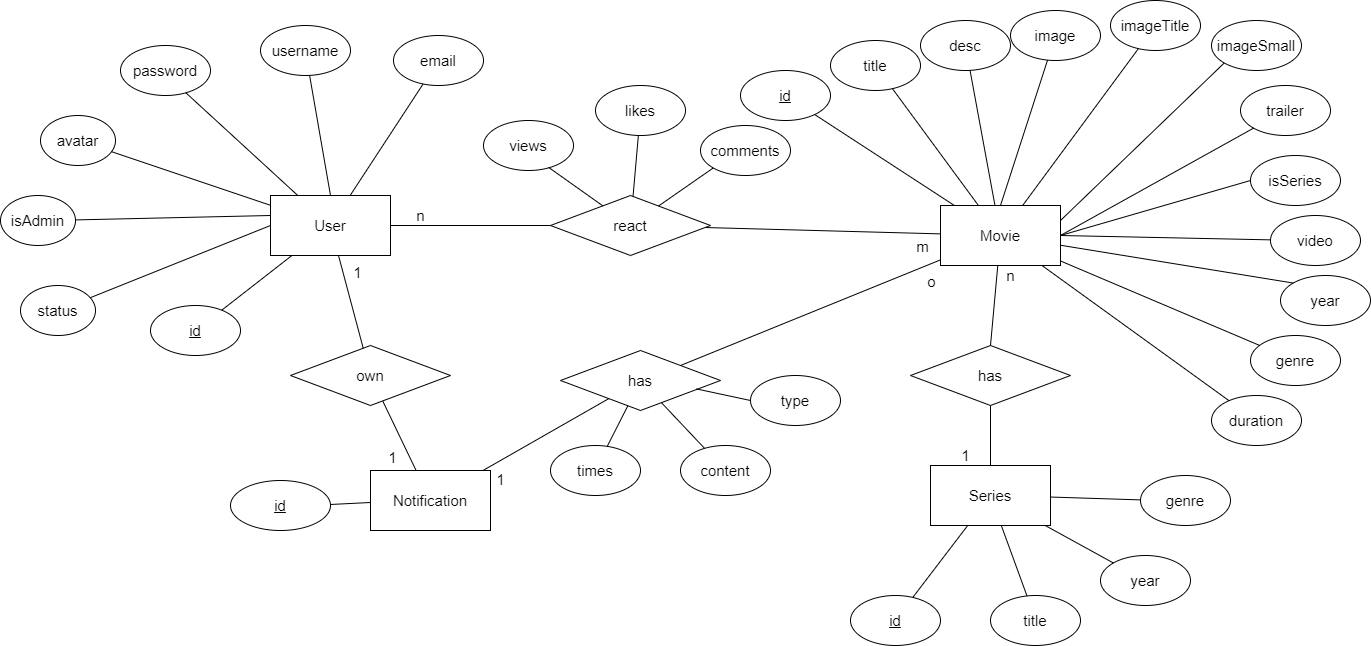 imageTitle
username
image
desc
imageSmall
email
title
password
id
likes
trailer
avatar
views
comments
isSeries
n
isAdmin
User
react
Movie
video
m
1
n
o
year
status
id
genre
own
has
has
type
duration
1
1
times
content
1
Series
Notification
genre
id
year
id
title